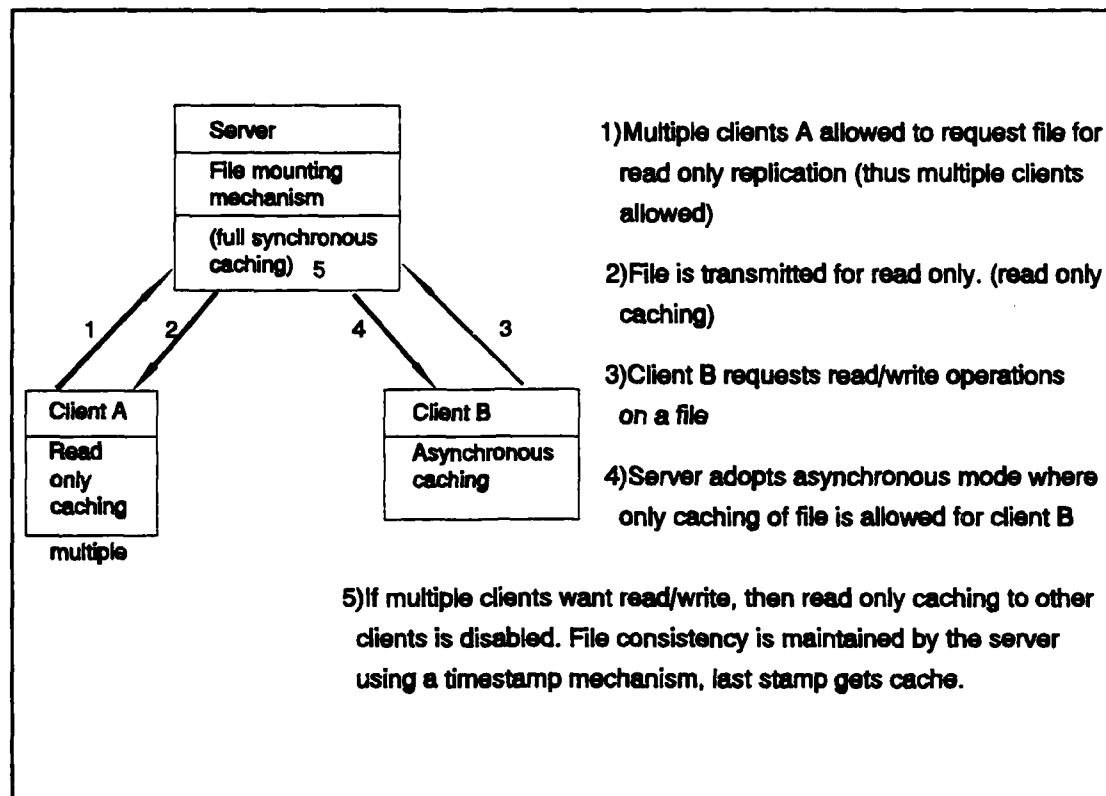 Server
File mounting
mechanism
(full synchronous
caching) 5
1
2
4
3
Client A
Read
only
caching
multiple
Client B
Asynchronous
caching
1)Multiple clients A allowed to request file for
read only replication (thus multiple clients
allowed)
2)File is transmitted for read only. (read only
caching)
3)Client B requests read/write operations
on a file
4)Server adopts asynchronous mode where
only caching of file is allowed for client B
5)If multiple clients want read/write, then read only caching to other
clients is disabled. File consistency is maintained by the server
using a timestamp mechanism, last stamp gets cache.